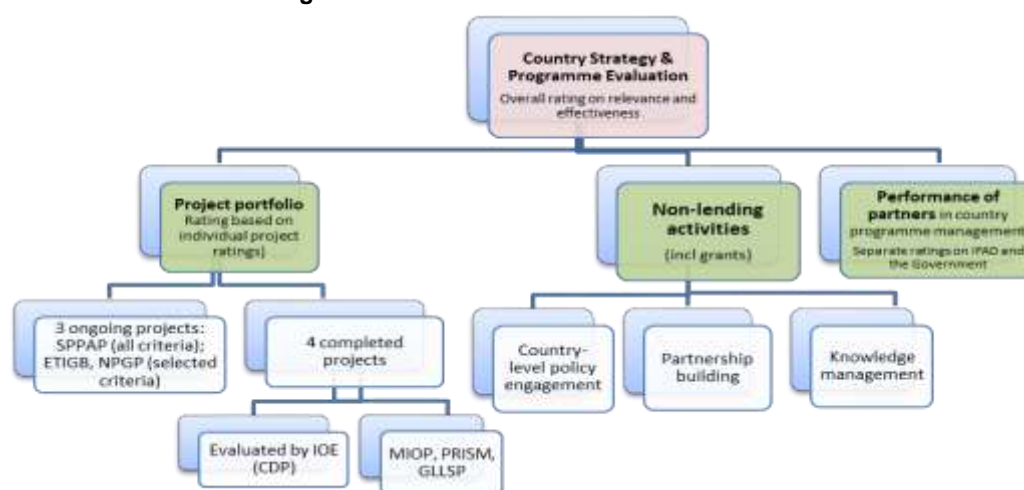 Country Strategy &
Programme Evaluation
Overall rating on relevance and
effectiveness
Project portfolio
Rating based on
individual project
ratings)
Non-lending
activities
(incl grants)
Performance of
partners in country
programme management
Separate ratings on IFAD and
the Government
3 ongoing projects:
SPPAP (all criteria);
ETIGB, NPGP (selected
criteria)
4 completed
projects
Country-
level policy
engagement
Partnership
building
Knowledge
management
Evaluated by IOE
(CDP)
MIOP, PRISM,
GLLSP